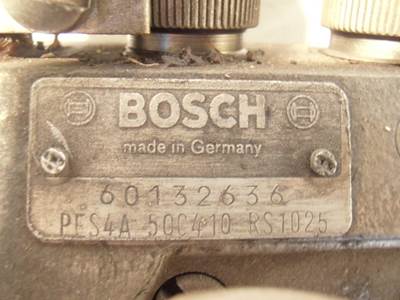 BOSCH
made in Germany
60132636
PES4A 50C410 RS1025